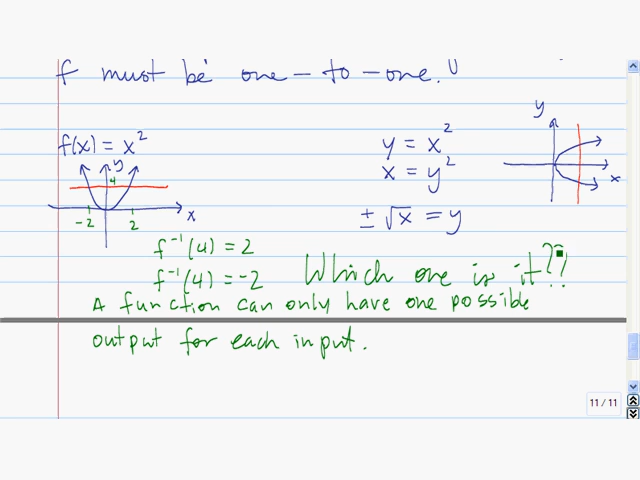 f must be one-to-one.
f(x) = x²
y
4
-2
2
x
y = x²
x = y²
± √x = y
y
x
f⁻¹(4) = 2
f⁻¹(4) = -2
Which one is it?!
A function can only have one possible
output for each input.
11 / 11